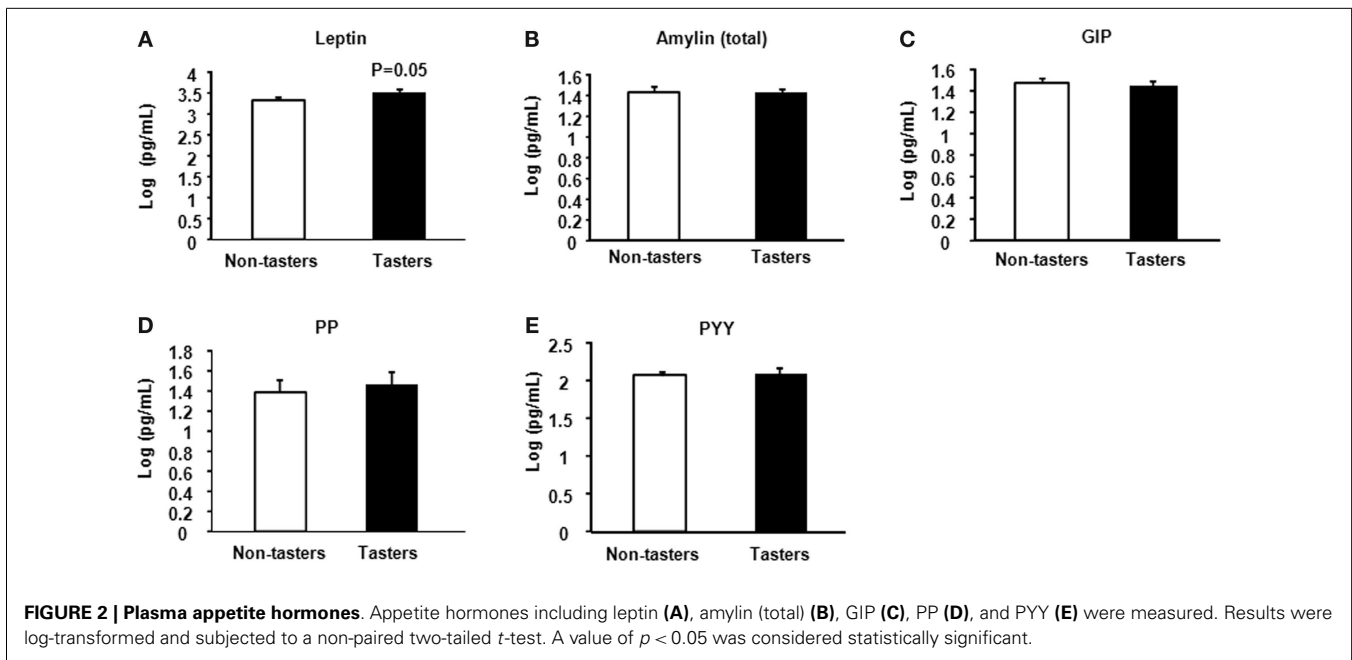 A
Leptin
P=0.05
4
3.5
3
2.5
2
1.5
1
0.5
0
Log (pg/mL)
Non-tasters Tasters
B
Amylin (total)
1.6
1.4
1.2
1
0.8
0.6
0.4
0.2
0
Log (pg/mL)
Non-tasters Tasters
C
GIP
1.6
1.4
1.2
1
0.8
0.6
0.4
0.2
0
Log (pg/mL)
Non-tasters Tasters
D
PP
1.8
1.6
1.4
1.2
1
0.8
0.6
0.4
0.2
0
Log (pg/mL)
Non-tasters Tasters
E
PYY
2.5
2
1.5
1
0.5
0
Log (pg/mL)
Non-tasters Tasters
FIGURE 2 | Plasma appetite hormones. Appetite hormones including leptin (A), amylin (total) (B), GIP (C), PP (D), and PYY (E) were measured. Results were
log-transformed and subjected to a non-paired two-tailed t-test. A value of p < 0.05 was considered statistically significant.